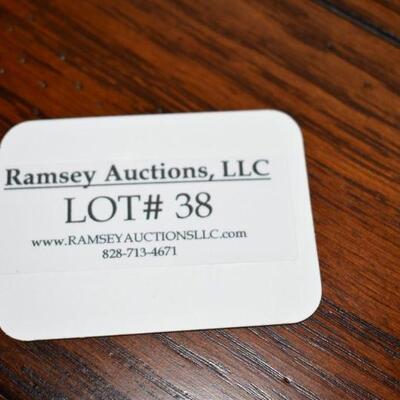 Ramsey Auctions, LLC
LOT# 38
www.RAMSEYAUCTIONSLLC.com
828-713-4671